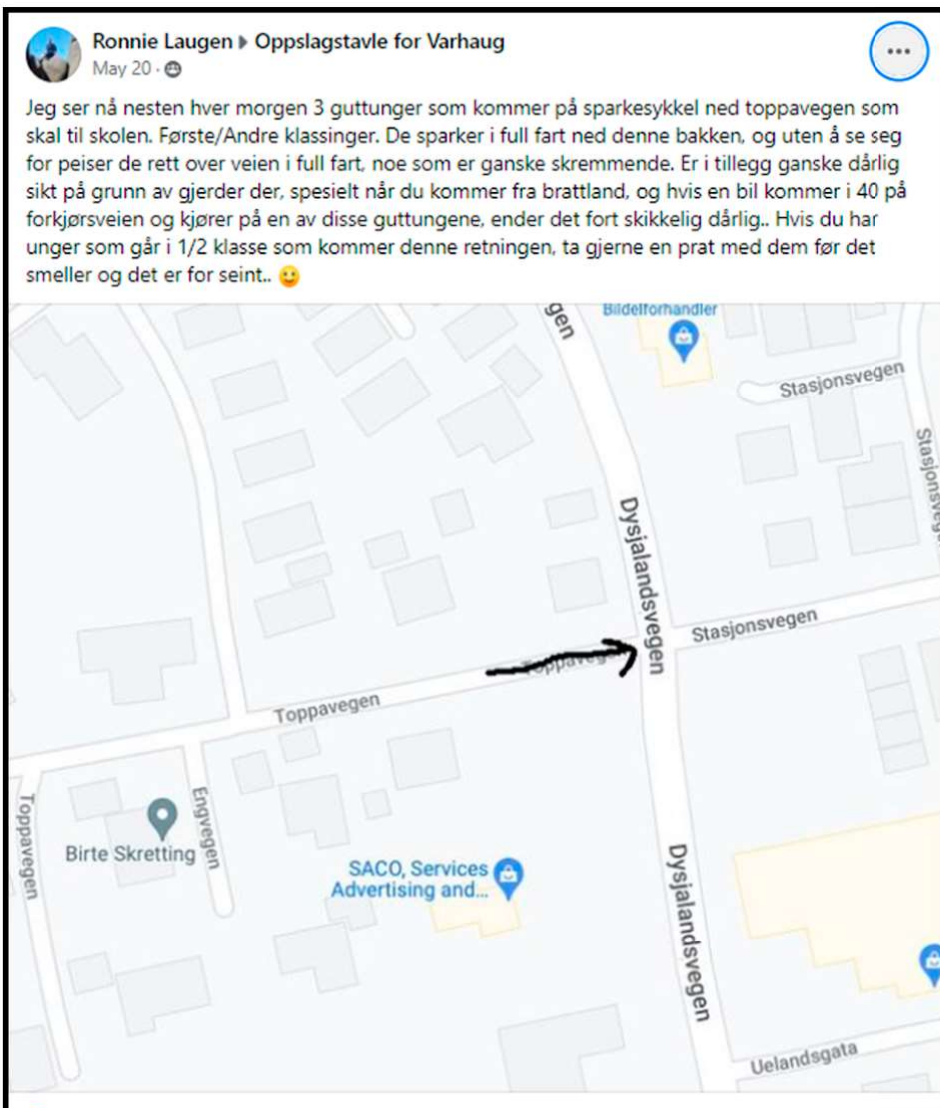 Ronnie Laugen ▸ Oppslagstavle for Varhaug
May 20 ·
Jeg ser nå nesten hver morgen 3 guttunger som kommer på sparkesykkel ned toppavegen som
skal til skolen. Første/Andre klassinger. De sparker i full fart ned denne bakken, og uten å se seg
for peiser de rett over veien i full fart, noe som er ganske skremmende. Er i tillegg ganske dårlig
sikt på grunn av gjerder der, spesielt når du kommer fra brattland, og hvis en bil kommer i 40 på
forkjørsveien og kjører på en av disse guttungene, ender det fort skikkelig dårlig.. Hvis du har
unger som går i 1/2 klasse som kommer denne retningen, ta gjerne en prat med dem før det
smeller og det er for seint.. 🙂
gen
Bildelforhandler
Stasjonsvegen
Stasjonsvege
Dysjalandsvegen
Stasjonsvegen
Toppavegen
Toppavegen
Toppavegen
Engvegen
Birte Skretting
SACO, Services
Advertising and...
Dysjalandsvegen
Uelandsgata